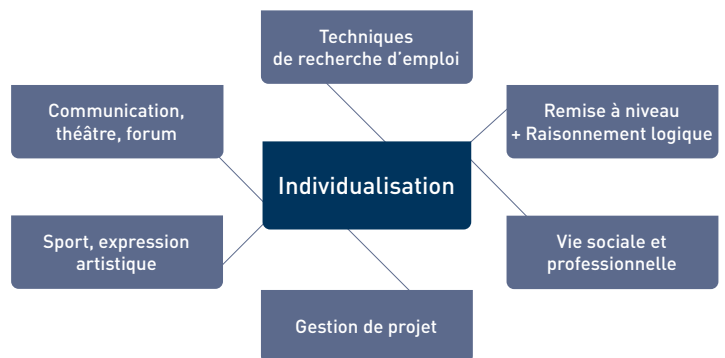 Techniques
de recherche d’emploi
Communication,
théâtre, forum
Remise à niveau
+ Raisonnement logique
Individualisation
Sport, expression
artistique
Vie sociale et
professionnelle
Gestion de projet